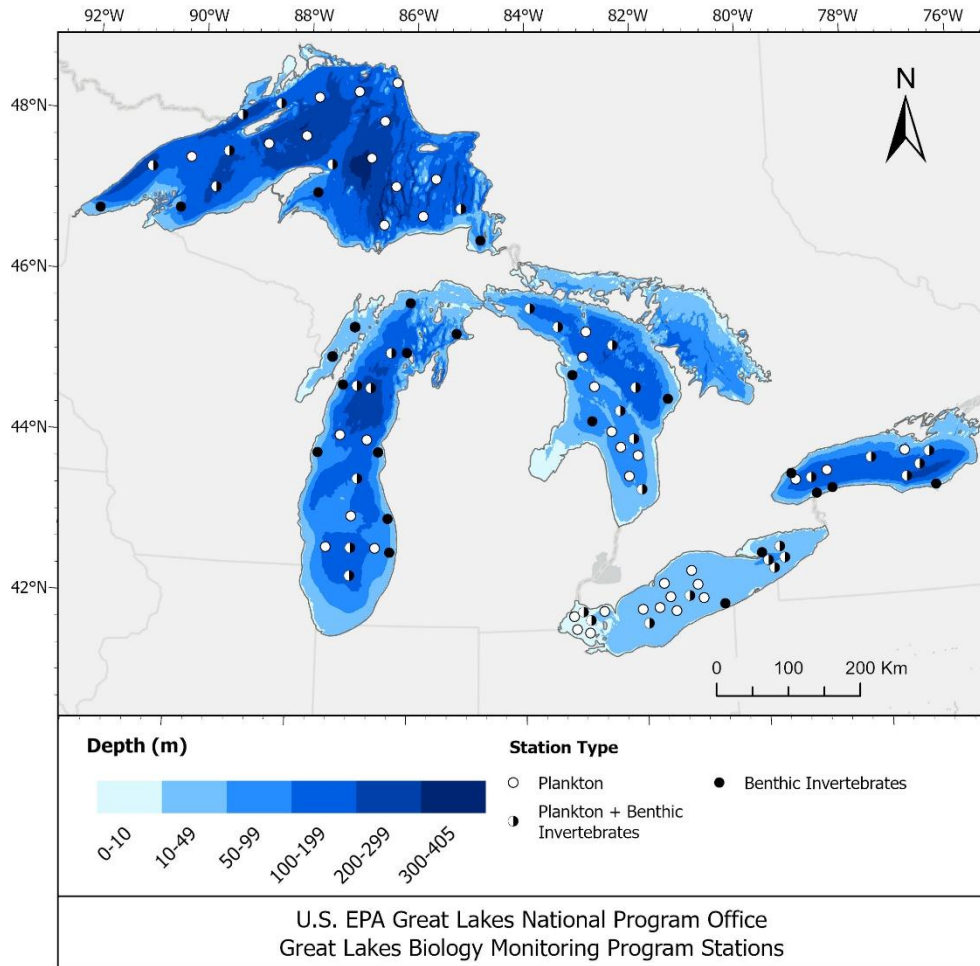 92°W 90°W 88°W 86°W 84°W 82°W 80°W 78°W 76°W
N
48°N
46°N
44°N
42°N
0 100 200 Km
Depth (m)
0-10
10-49
50-99
100-199
200-299
300-405
Station Type
Plankton
Plankton + Benthic
Invertebrates
Benthic Invertebrates
U.S. EPA Great Lakes National Program Office
Great Lakes Biology Monitoring Program Stations